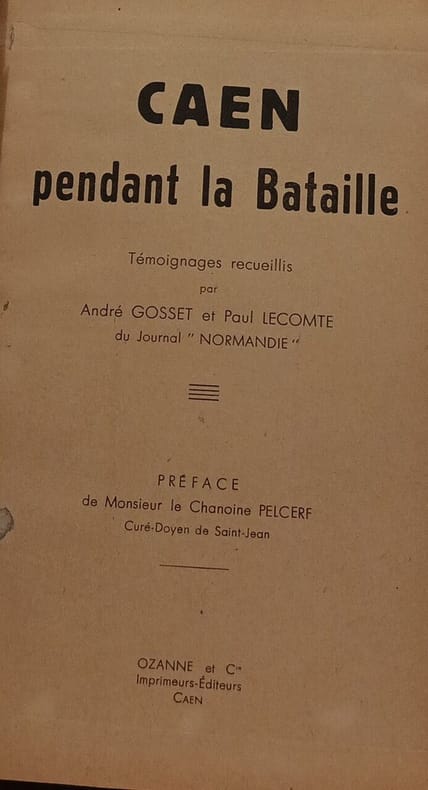 CAEN
pendant la Bataille
Témoignages recueillis
par
André GOSSET et Paul LECOMTE
du Journal " NORMANDIE "
PRÉFACE
de Monsieur le Chanoine PELCERF
Curé-Doyen de Saint-Jean
OZANNE et Cie
Imprimeurs-Éditeurs
CAEN